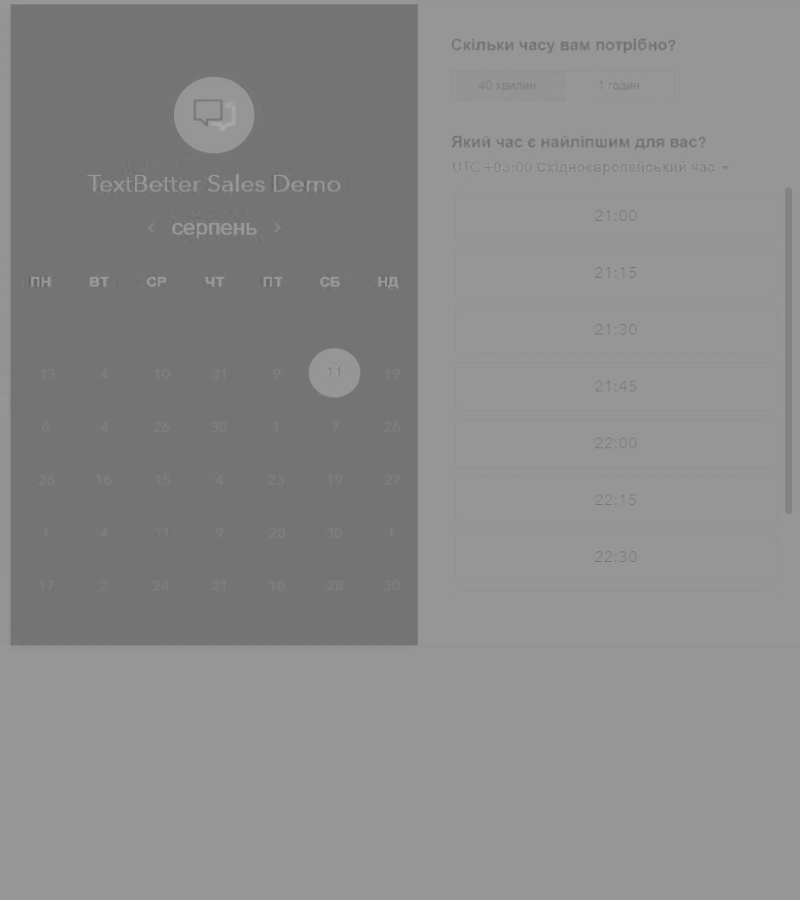 TextBetter Sales Demo
серпень
ПН ВТ СР ЧТ ПТ СБ НД
13 4 10 31 9 11 19
6 4 26 30 1 7 26
26 16 15 4 23 19 27
1 4 11 9 28 30 1
17 2 24 21 10 28 30
Скільки часу вам потрібно?
40 хвилин 1 годин
Який час є найліпшим для вас?
UTC +03:00 Східноєвропейський час
21:00
21:15
21:30
21:45
22:00
22:15
22:30